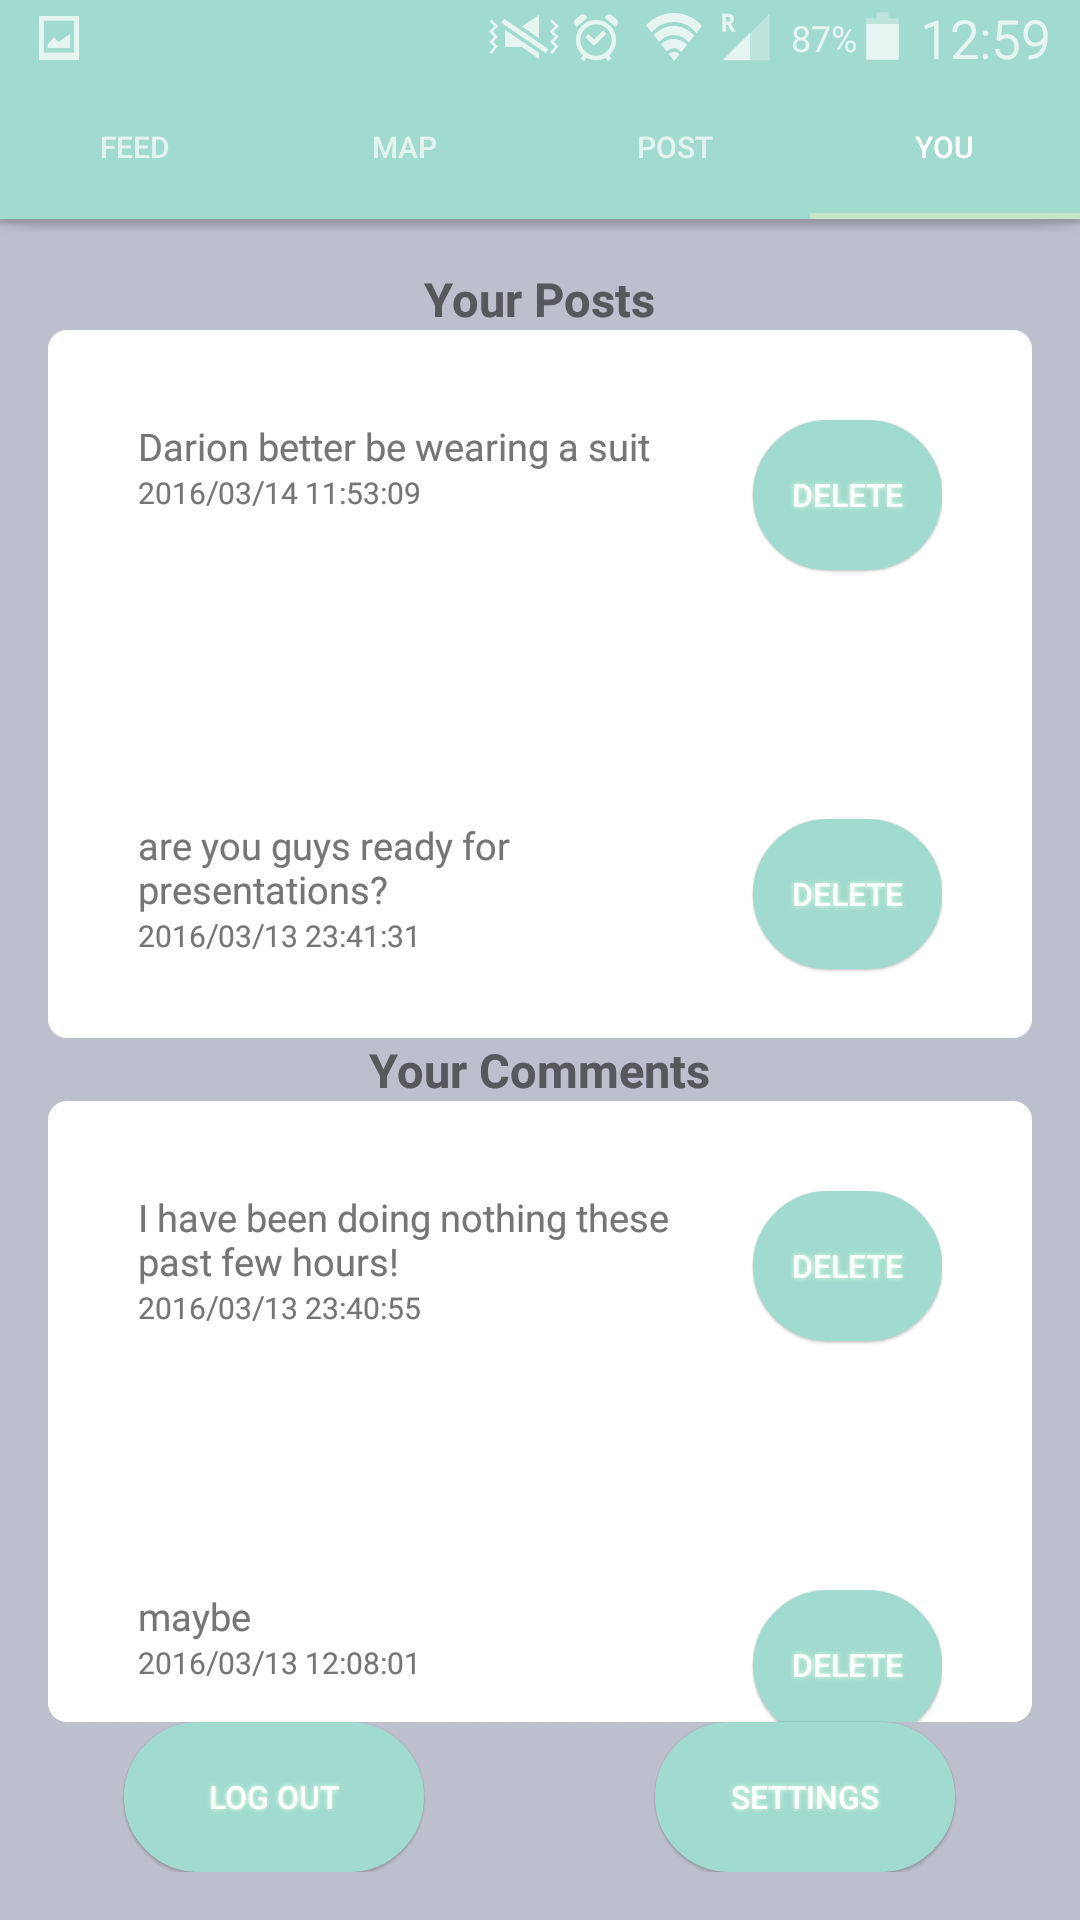 R 87% 12:59
FEED MAP POST YOU
Your Posts
Darion better be wearing a suit
2016/03/14 11:53:09
DELETE
are you guys ready for
presentations?
2016/03/13 23:41:31
DELETE
Your Comments
I have been doing nothing these
past few hours!
2016/03/13 23:40:55
DELETE
maybe
2016/03/13 12:08:01
DELETE
LOG OUT SETTINGS